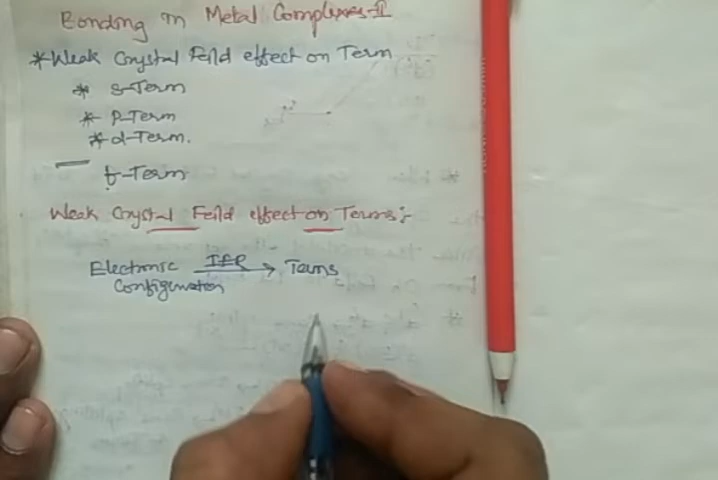 Bonding in Metal Complexes-II
*Weak Crystal Feild effect on Term
* S-Term
* P-Term
* d-Term.
f-Term
Weak Crystal Feild effect on Terms:-
Electronic IER → Terms
Configuration